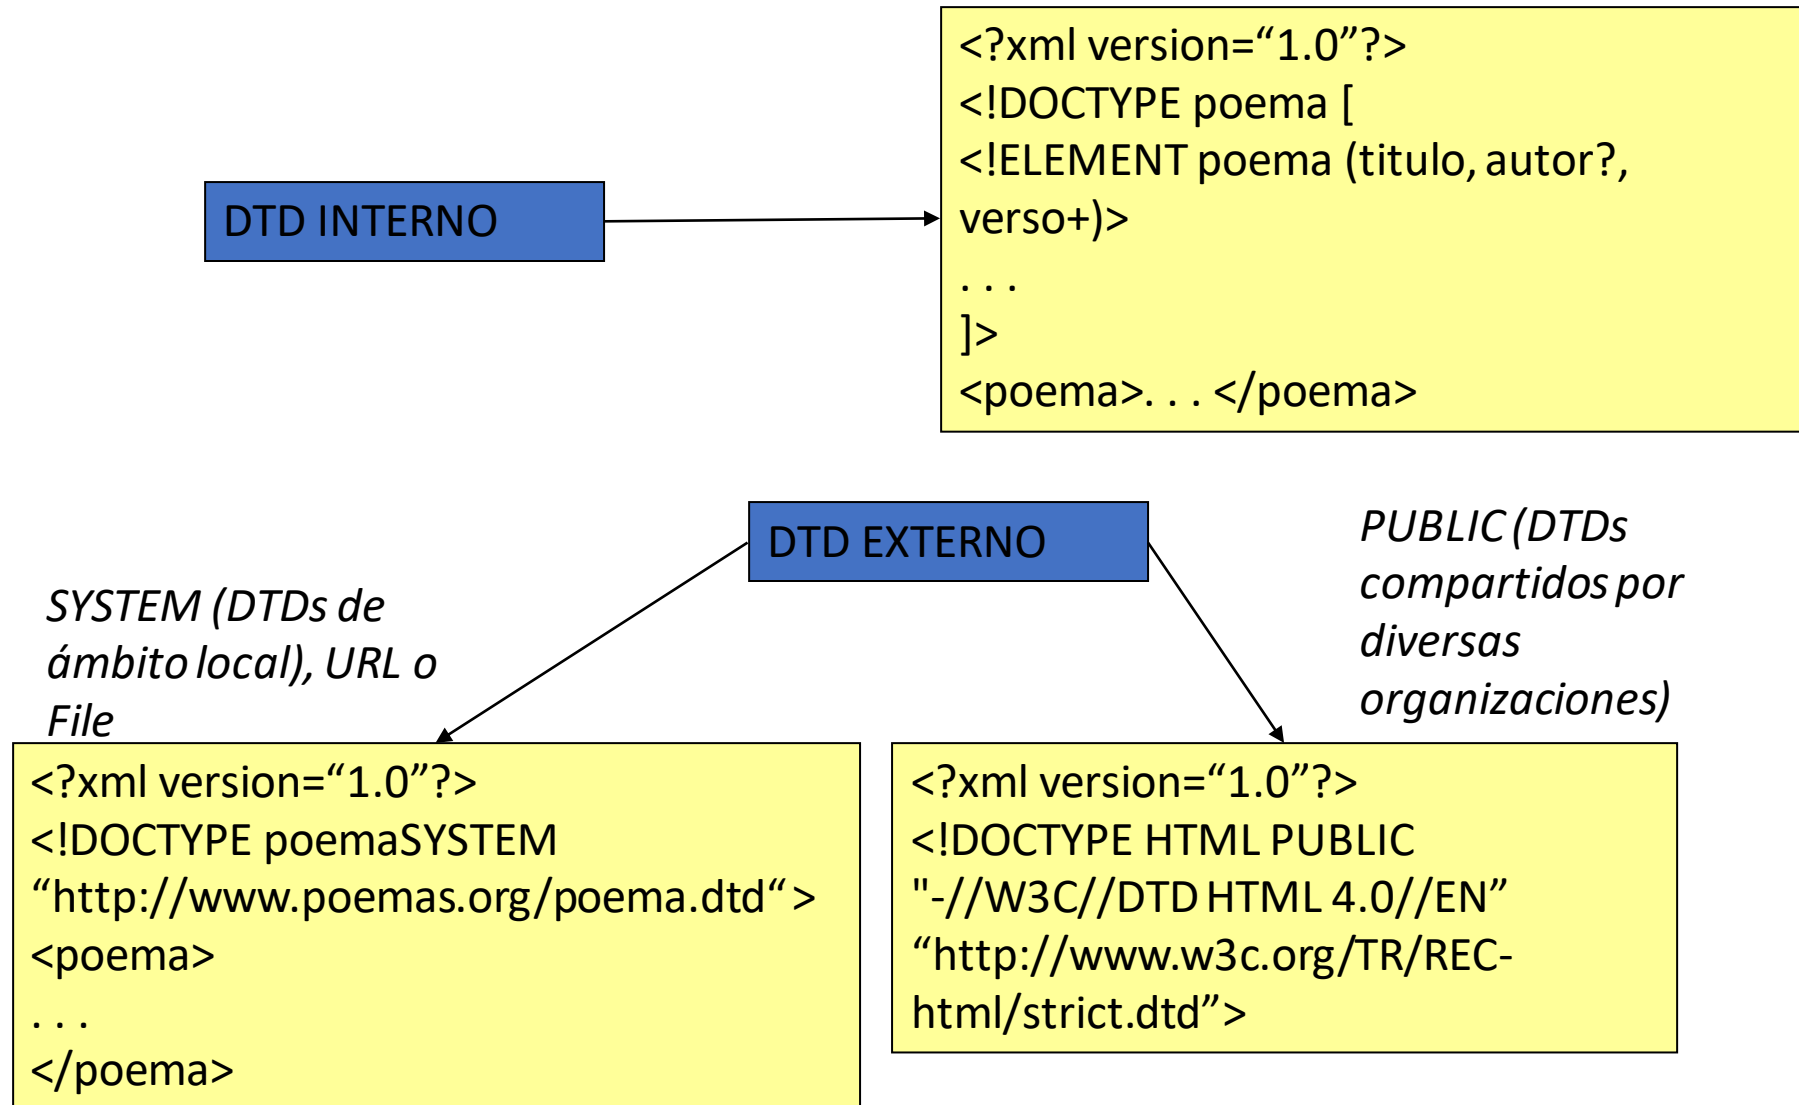 <?xml version=“1.0”?>
<!DOCTYPE poema [
<!ELEMENT poema (titulo, autor?,
verso+)>
. . .
]>
<poema>. . . </poema>
DTD INTERNO
DTD EXTERNO
SYSTEM (DTDs de
ámbito local), URL o
File
PUBLIC (DTDs
compartidos por
diversas
organizaciones)
<?xml version=“1.0”?>
<!DOCTYPE poemaSYSTEM
“http://www.poemas.org/poema.dtd“>
<poema>
. . .
</poema>
<?xml version=“1.0”?>
<!DOCTYPE HTML PUBLIC
"-//W3C//DTD HTML 4.0//EN”
“http://www.w3c.org/TR/REC-
html/strict.dtd”>